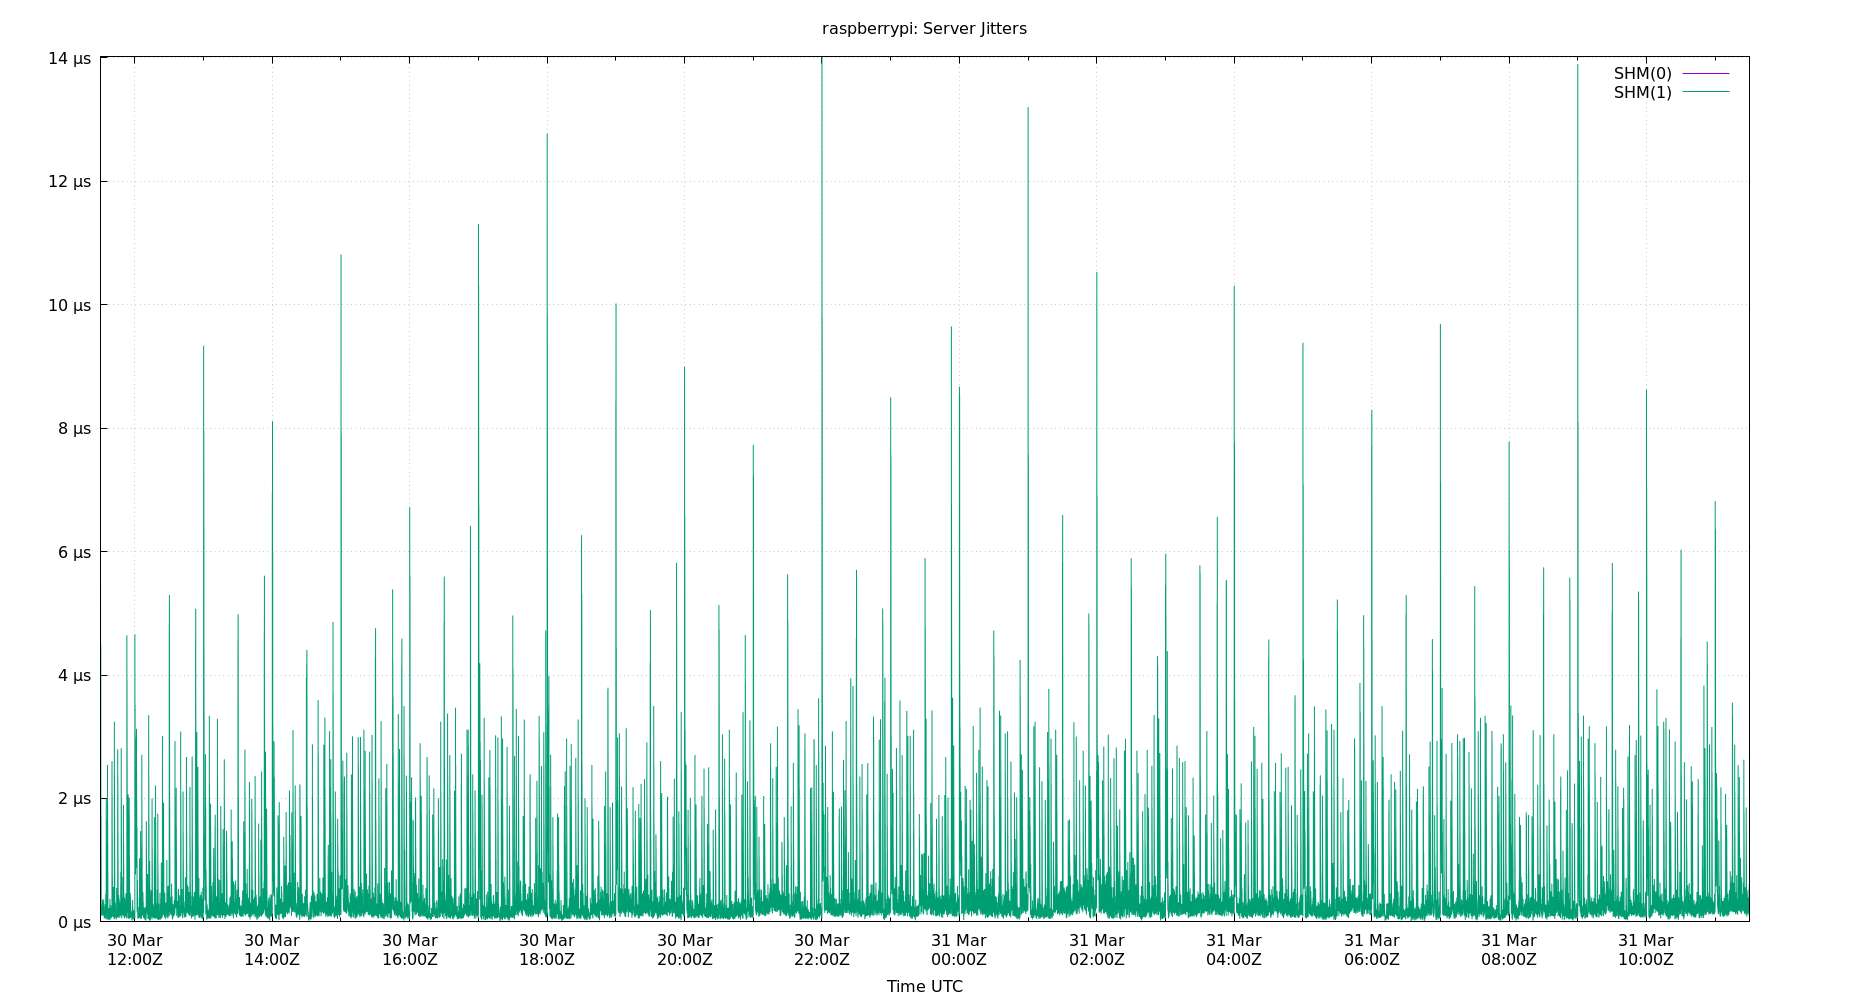 raspberrypi: Server Jitters
14 µs
12 µs
10 µs
8 µs
6 µs
4 µs
2 µs
0 µs
SHM(0)
SHM(1)
30 Mar
12:00Z
30 Mar
14:00Z
30 Mar
16:00Z
30 Mar
18:00Z
30 Mar
20:00Z
30 Mar
22:00Z
31 Mar
00:00Z
31 Mar
02:00Z
31 Mar
04:00Z
31 Mar
06:00Z
31 Mar
08:00Z
31 Mar
10:00Z
Time UTC